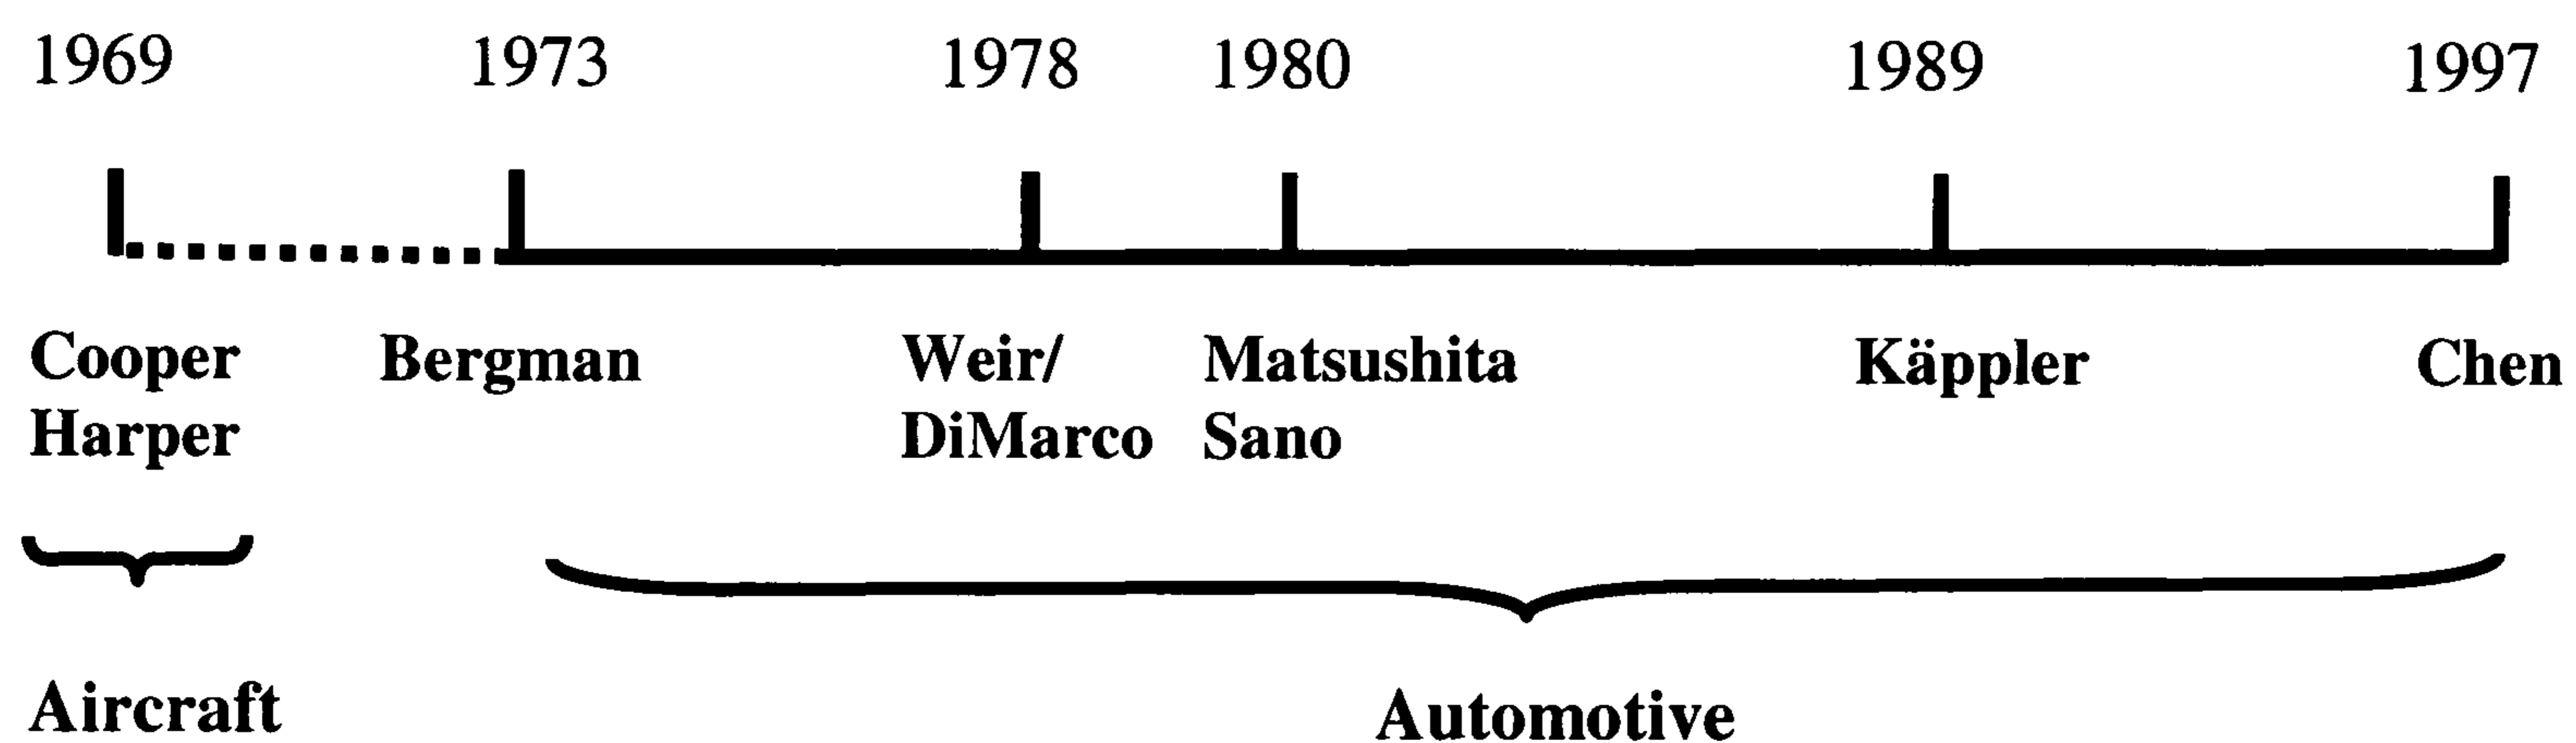 1969 1973 1978 1980 1989 1997
Cooper Bergman Weir/ Matsushita Käppler Chen
Harper DiMarco Sano
Aircraft Automotive